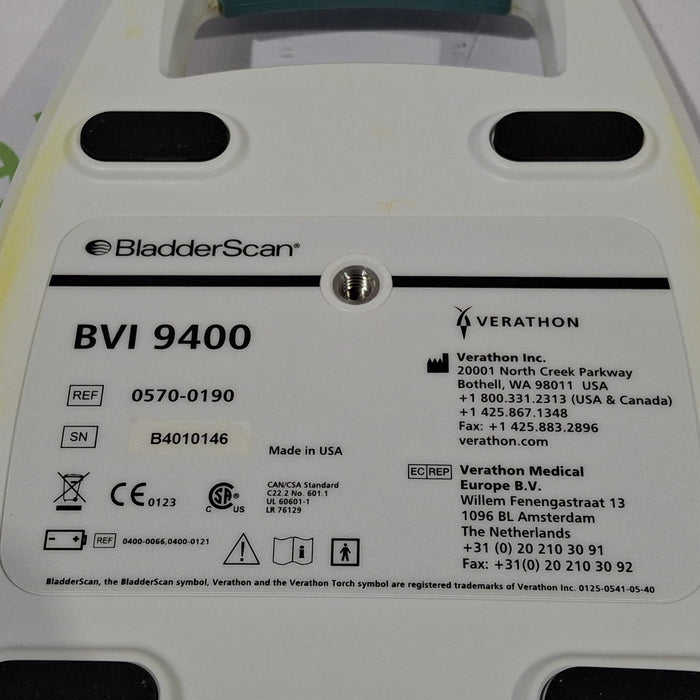 BladderScan®
BVI 9400
REF 0570-0190
SN B4010146
Made in USA
CE 0123
CSA® C US
CAN/CSA Standard
C22.2 No. 601.1
UL 60601-1
LR 76129
- + REF 0400-0066,0400-0121
VERATHON
Verathon Inc.
20001 North Creek Parkway
Bothell, WA 98011 USA
+1 800.331.2313 (USA & Canada)
+1 425.867.1348
Fax: +1 425.883.2896
verathon.com
EC REP Verathon Medical
Europe B.V.
Willem Fenengastraat 13
1096 BL Amsterdam
The Netherlands
+31 (0) 20 210 30 91
Fax: +31(0) 20 210 30 92
BladderScan, the BladderScan symbol, Verathon and the Verathon Torch symbol are registered trademarks of Verathon Inc. 0125-0541-05-40